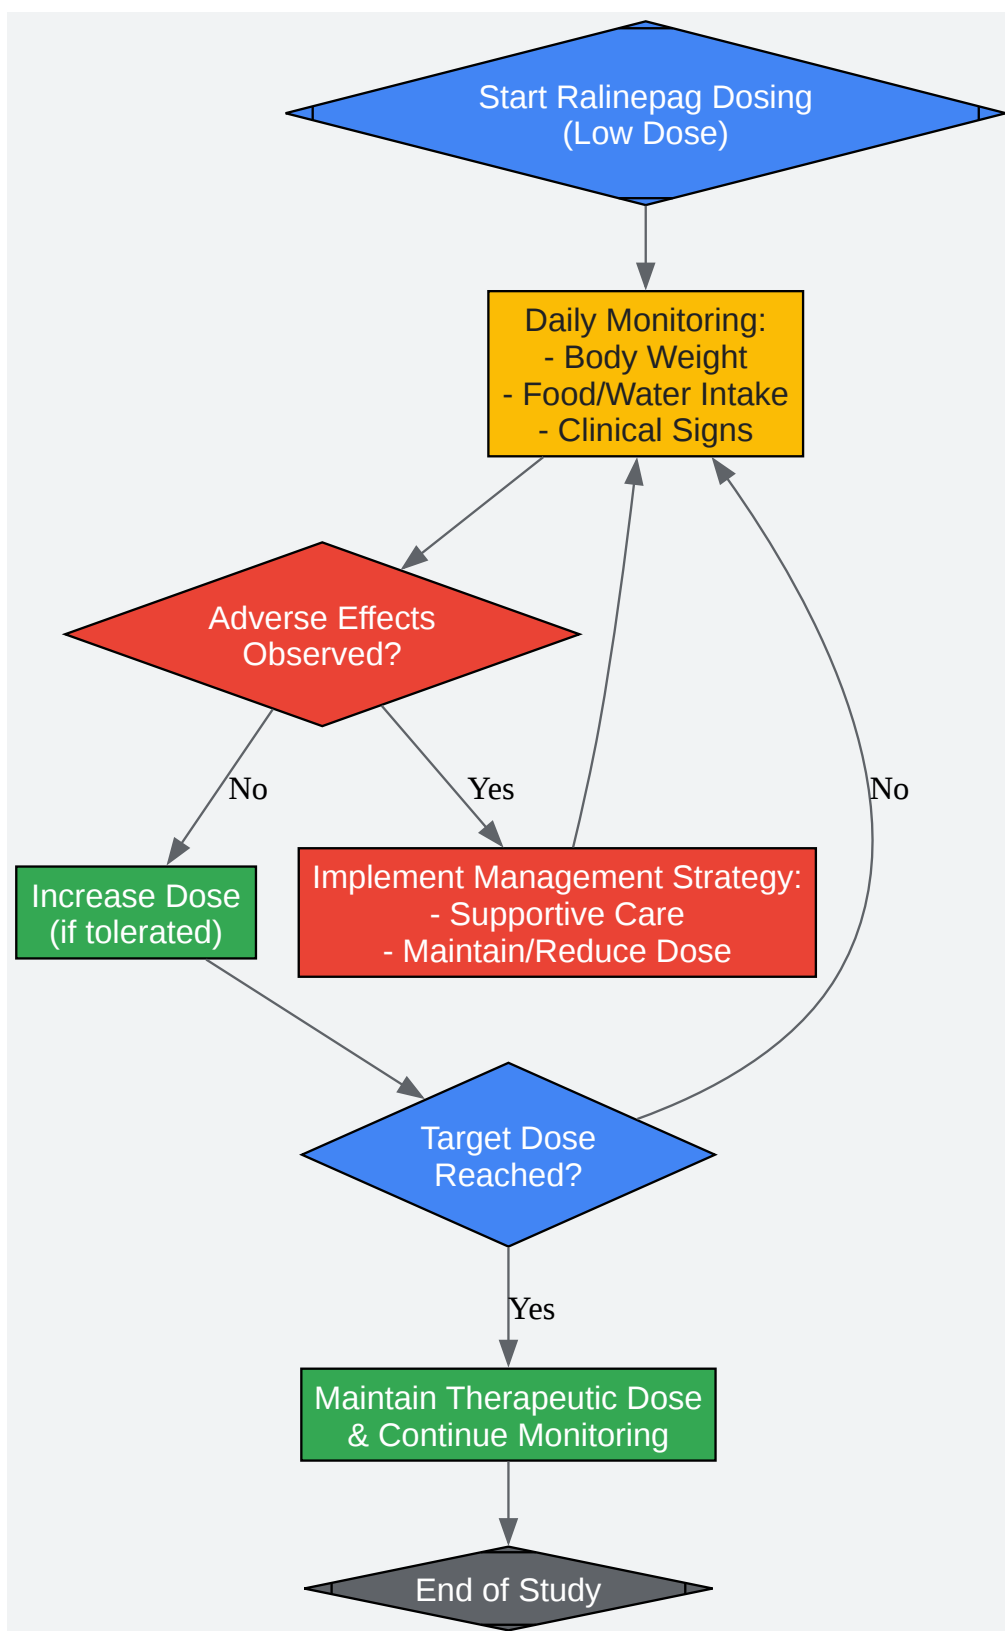 Start Ralinepag Dosing
(Low Dose)
Daily Monitoring:
- Body Weight
- Food/Water Intake
- Clinical Signs
Adverse Effects
Observed?
No
Yes
No
Increase Dose
(if tolerated)
Implement Management Strategy:
- Supportive Care
- Maintain/Reduce Dose
Target Dose
Reached?
Yes
Maintain Therapeutic Dose
& Continue Monitoring
End of Study